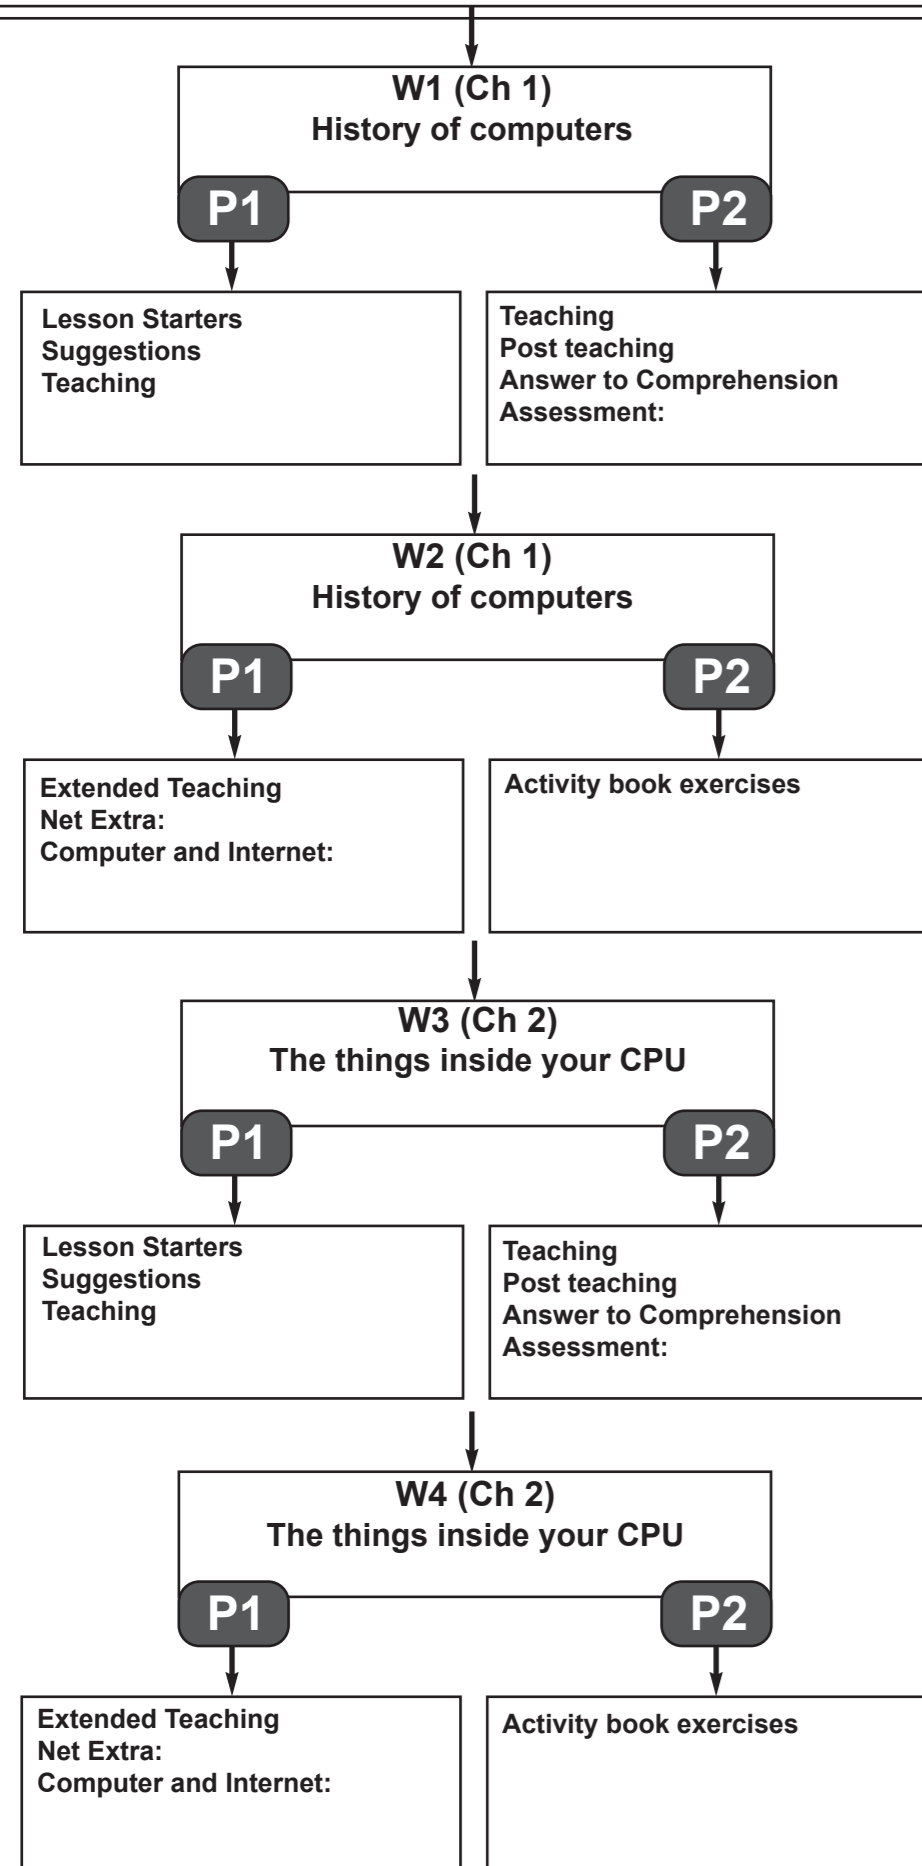 W1 (Ch 1)
History of computers
P1
P2
Lesson Starters
Suggestions
Teaching
Teaching
Post teaching
Answer to Comprehension
Assessment:
W2 (Ch 1)
History of computers
P1
P2
Extended Teaching
Net Extra:
Computer and Internet:
Activity book exercises
W3 (Ch 2)
The things inside your CPU
P1
P2
Lesson Starters
Suggestions
Teaching
Teaching
Post teaching
Answer to Comprehension
Assessment:
W4 (Ch 2)
The things inside your CPU
P1
P2
Extended Teaching
Net Extra:
Computer and Internet:
Activity book exercises